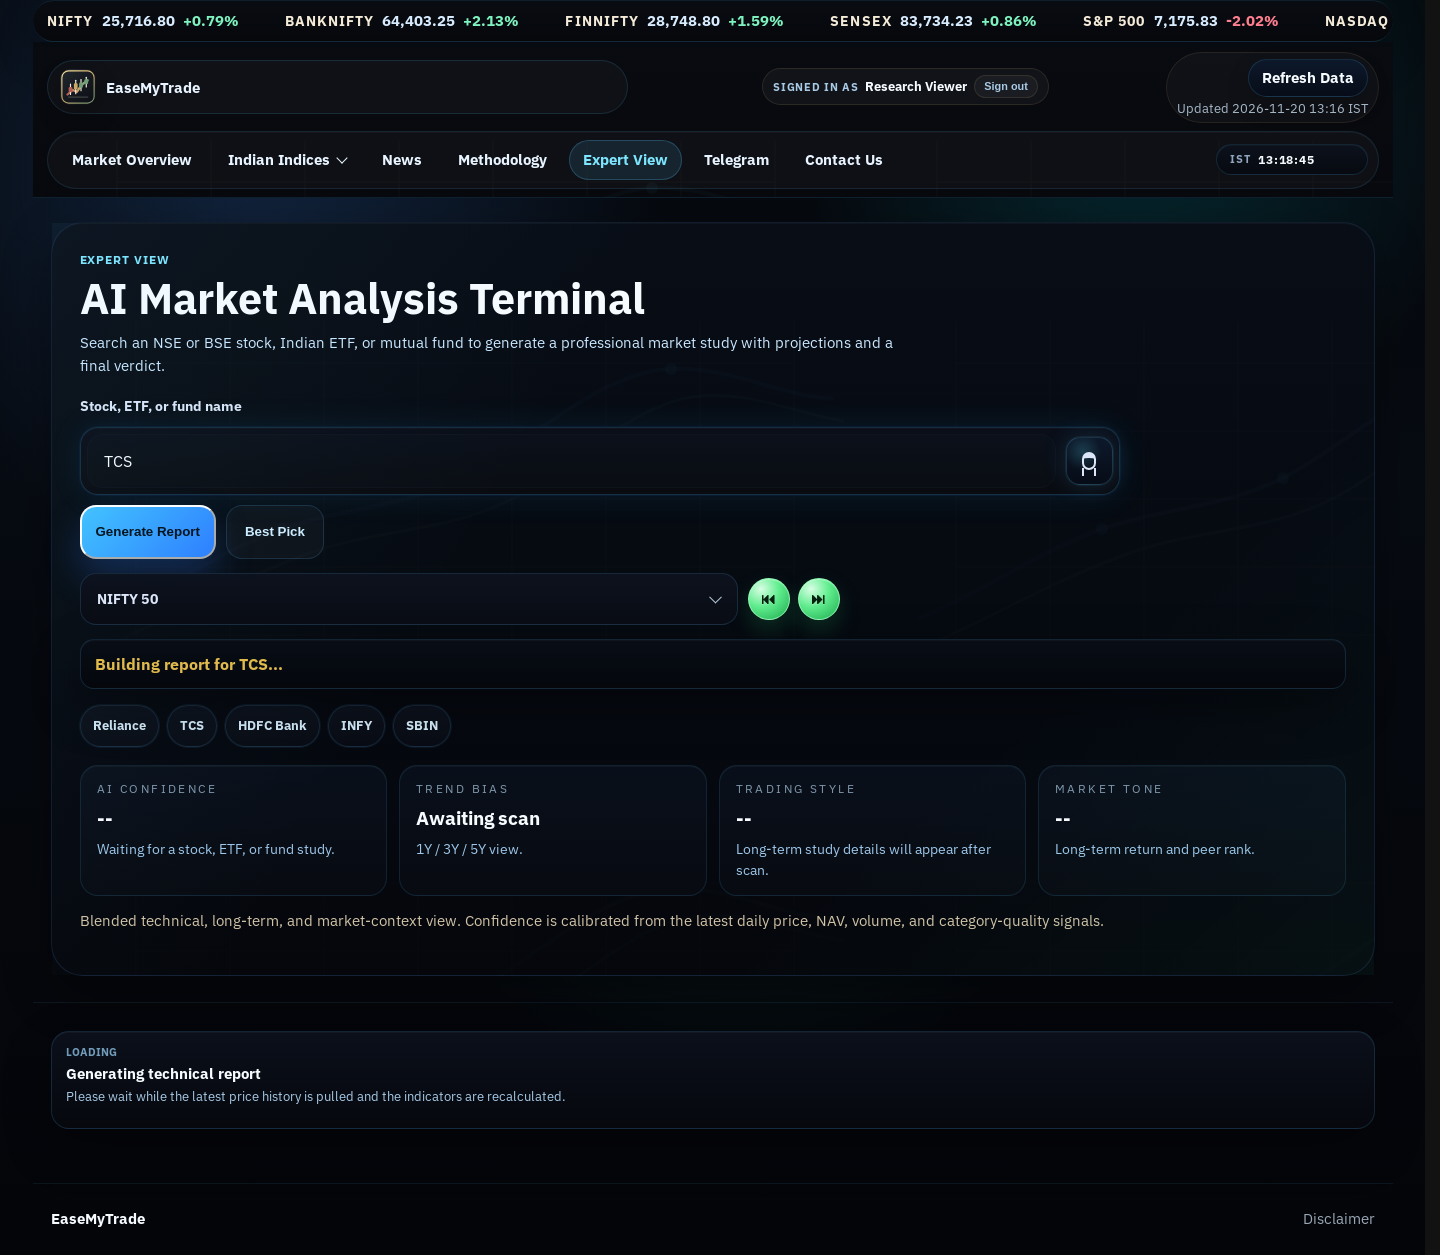 NIFTY 25,716.80 +0.79% BANKNIFTY 64,403.25 +2.13% FINNIFTY 28,748.80 +1.59% SENSEX 83,734.23 +0.86% S&P 500 7,175.83 -2.02% NASDAQ
EaseMyTrade
SIGNED IN AS Research Viewer Sign out
Refresh Data
Updated 2026-11-20 13:16 IST
Market Overview Indian Indices News Methodology Expert View Telegram Contact Us IST 13:18:45
EXPERT VIEW
AI Market Analysis Terminal
Search an NSE or BSE stock, Indian ETF, or mutual fund to generate a professional market study with projections and a
final verdict.
Stock, ETF, or fund name
TCS
Generate Report Best Pick
NIFTY 50
Building report for TCS...
Reliance TCS HDFC Bank INFY SBIN
AI CONFIDENCE
--
Waiting for a stock, ETF, or fund study.
TREND BIAS
Awaiting scan
1Y / 3Y / 5Y view.
TRADING STYLE
--
Long-term study details will appear after
scan.
MARKET TONE
--
Long-term return and peer rank.
Blended technical, long-term, and market-context view. Confidence is calibrated from the latest daily price, NAV, volume, and category-quality signals.
LOADING
Generating technical report
Please wait while the latest price history is pulled and the indicators are recalculated.
EaseMyTrade Disclaimer